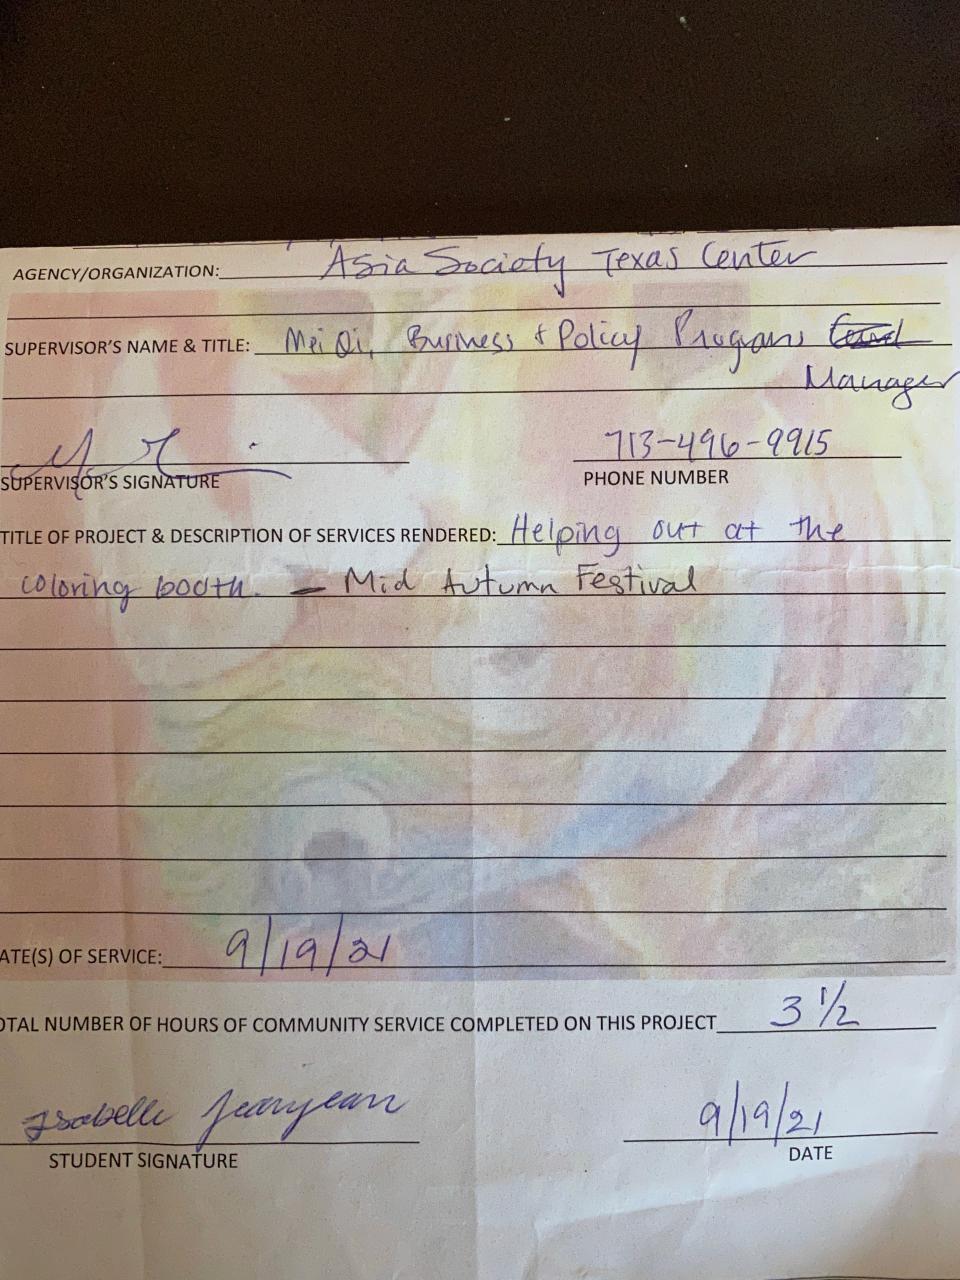 AGENCY/ORGANIZATION: Asia Society Texas Center
SUPERVISOR'S NAME & TITLE: Mei Qi, Business & Policy Programs
Manager
713-496-9915
SUPERVISOR'S SIGNATURE PHONE NUMBER
TITLE OF PROJECT & DESCRIPTION OF SERVICES RENDERED: Helping out at the
coloring booth. – Mid Autumn Festival
ATE(S) OF SERVICE: 9/19/21
OTAL NUMBER OF HOURS OF COMMUNITY SERVICE COMPLETED ON THIS PROJECT 3 1/2
Isabelle Jearyean 9/19/21
STUDENT SIGNATURE DATE